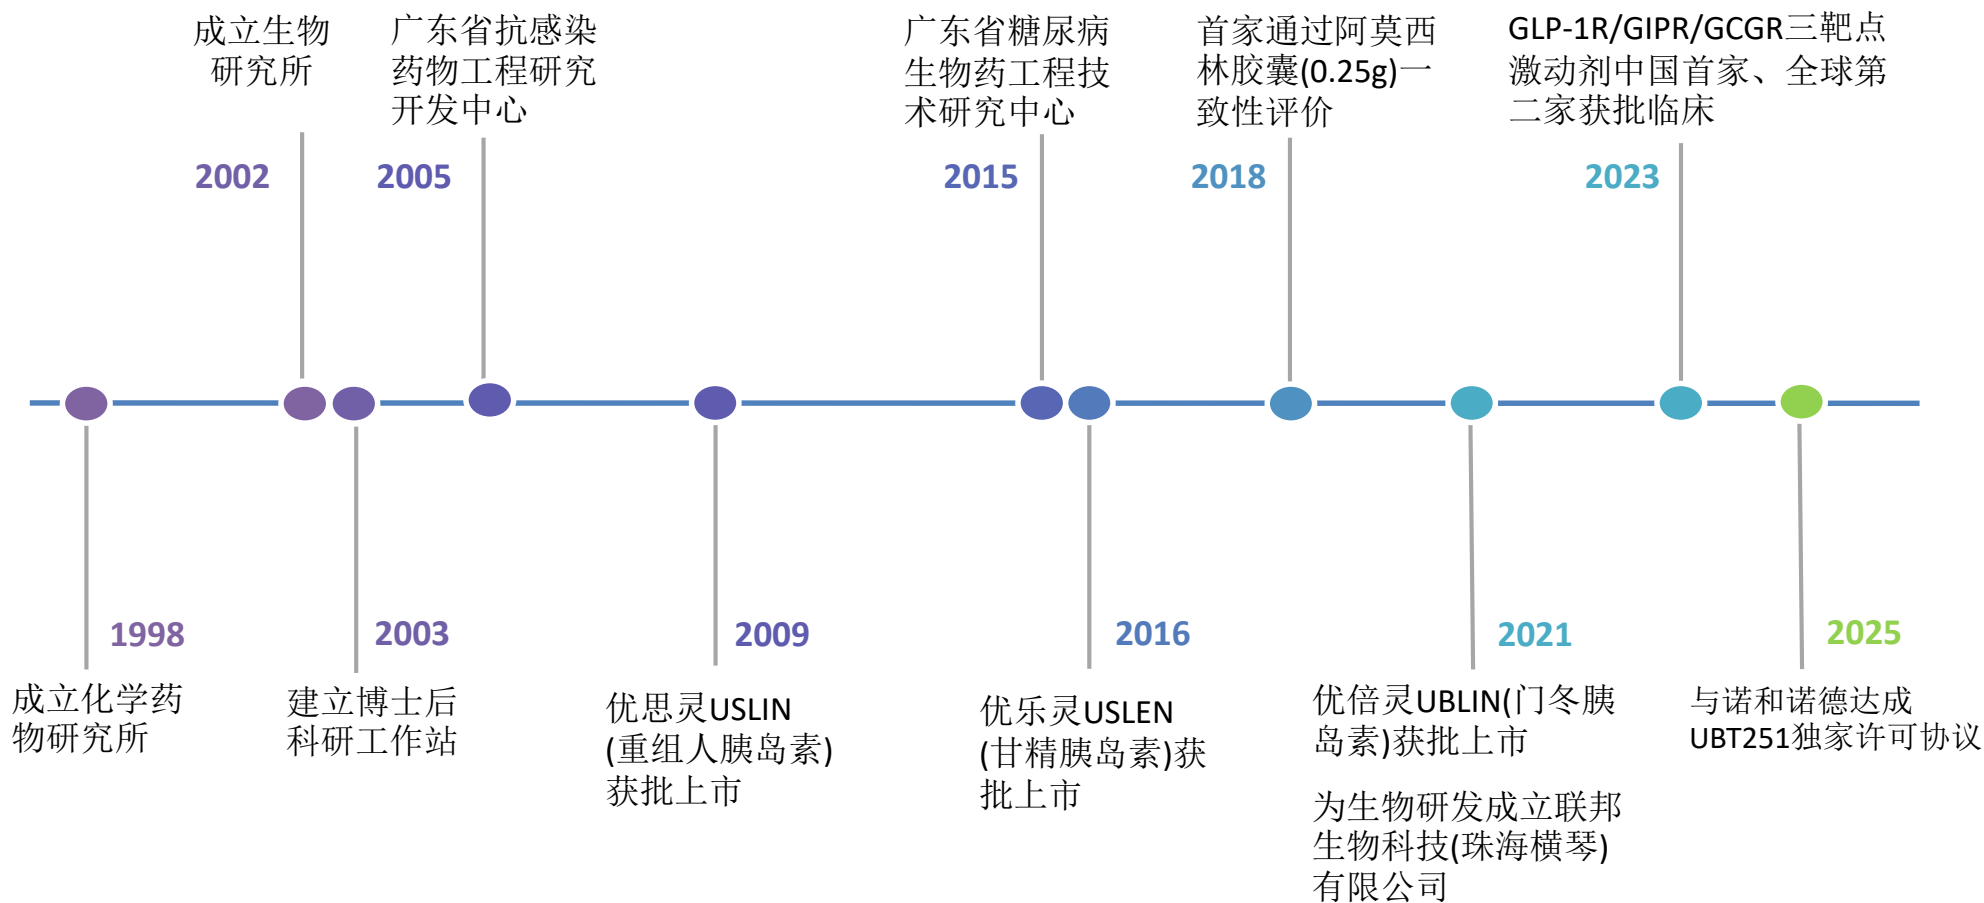 成立生物
研究所
2002
广东省抗感染
药物工程研究
开发中心
2005
广东省糖尿病
生物药工程技
术研究中心
2015
首家通过阿莫西
林胶囊(0.25g)一
致性评价
2018
GLP-1R/GIPR/GCGR三靶点
激动剂中国首家、全球第
二家获批临床
2023
1998
成立化学药
物研究所
2003
建立博士后
科研工作站
2009
优思灵USLIN
(重组人胰岛素)
获批上市
2016
优乐灵USLEN
(甘精胰岛素)获
批上市
2021
优倍灵UBLIN(门冬胰
岛素)获批上市
为生物研发成立联邦
生物科技(珠海横琴)
有限公司
2025
与诺和诺德达成
UBT251独家许可协议